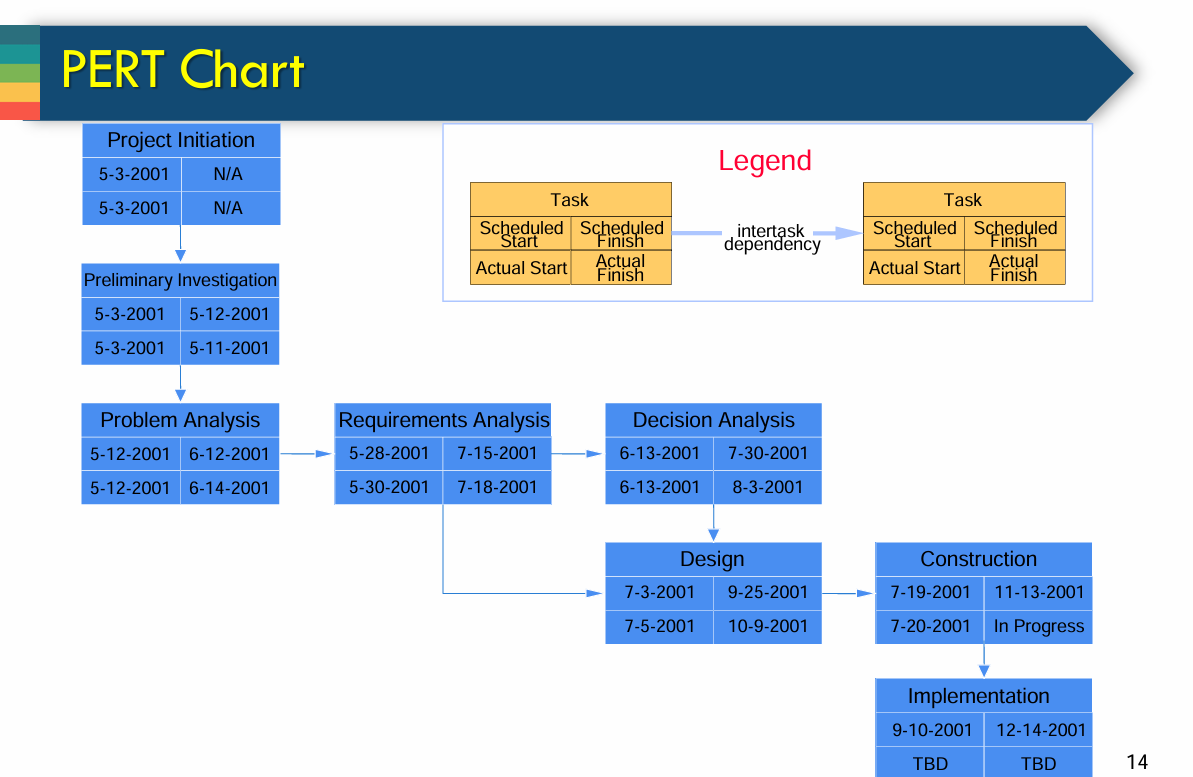 PERT Chart
Project Initiation
5-3-2001 N/A
5-3-2001 N/A
Legend
Task
Scheduled Start Scheduled Finish
Actual Start Actual Finish
intertask
dependency
Task
Scheduled Start Scheduled Finish
Actual Start Actual Finish
Preliminary Investigation
5-3-2001 5-12-2001
5-3-2001 5-11-2001
Problem Analysis
5-12-2001 6-12-2001
5-12-2001 6-14-2001
Requirements Analysis
5-28-2001 7-15-2001
5-30-2001 7-18-2001
Decision Analysis
6-13-2001 7-30-2001
6-13-2001 8-3-2001
Design
7-3-2001 9-25-2001
7-5-2001 10-9-2001
Construction
7-19-2001 11-13-2001
7-20-2001 In Progress
Implementation
9-10-2001 12-14-2001
TBD TBD
14